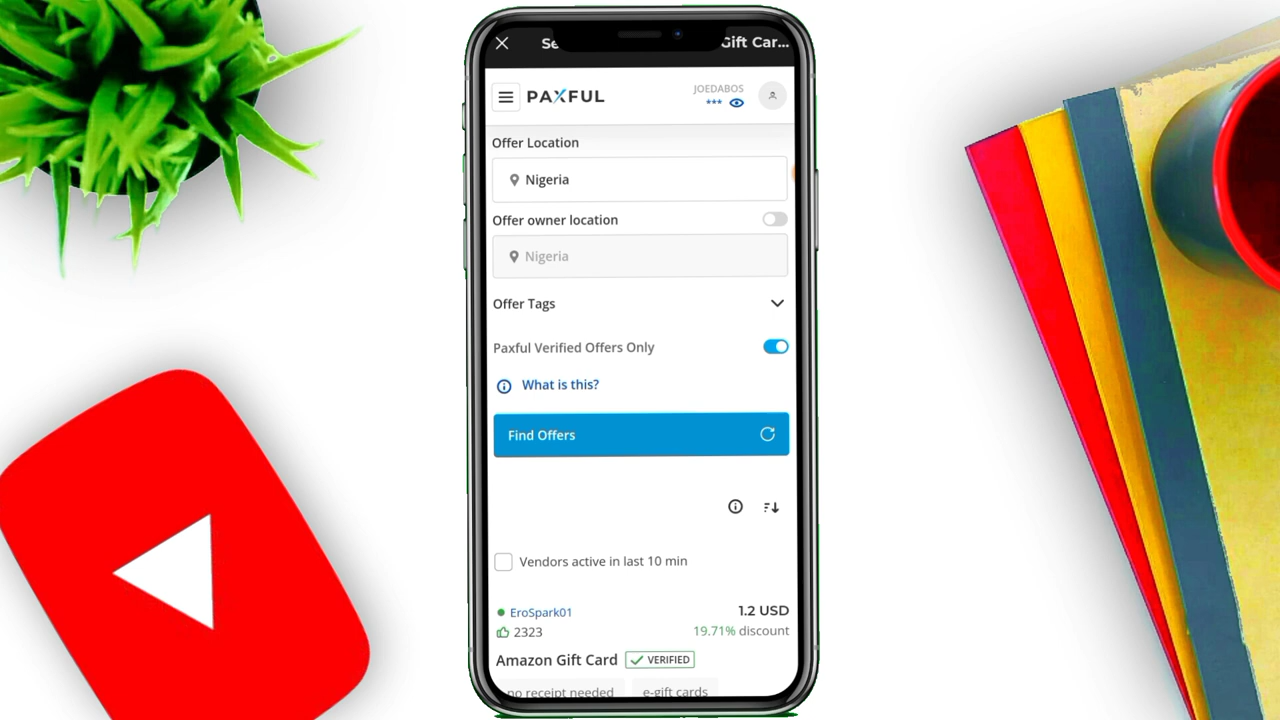 Se
Gift Car...
PAXFUL
JOEDABOS
***
Offer Location
Nigeria
Offer owner location
Nigeria
Offer Tags
Paxful Verified Offers Only
What is this?
Find Offers
Vendors active in last 10 min
EroSpark01
1.2 USD
2323
19.71% discount
Amazon Gift Card
VERIFIED
no receipt needed
e-gift cards